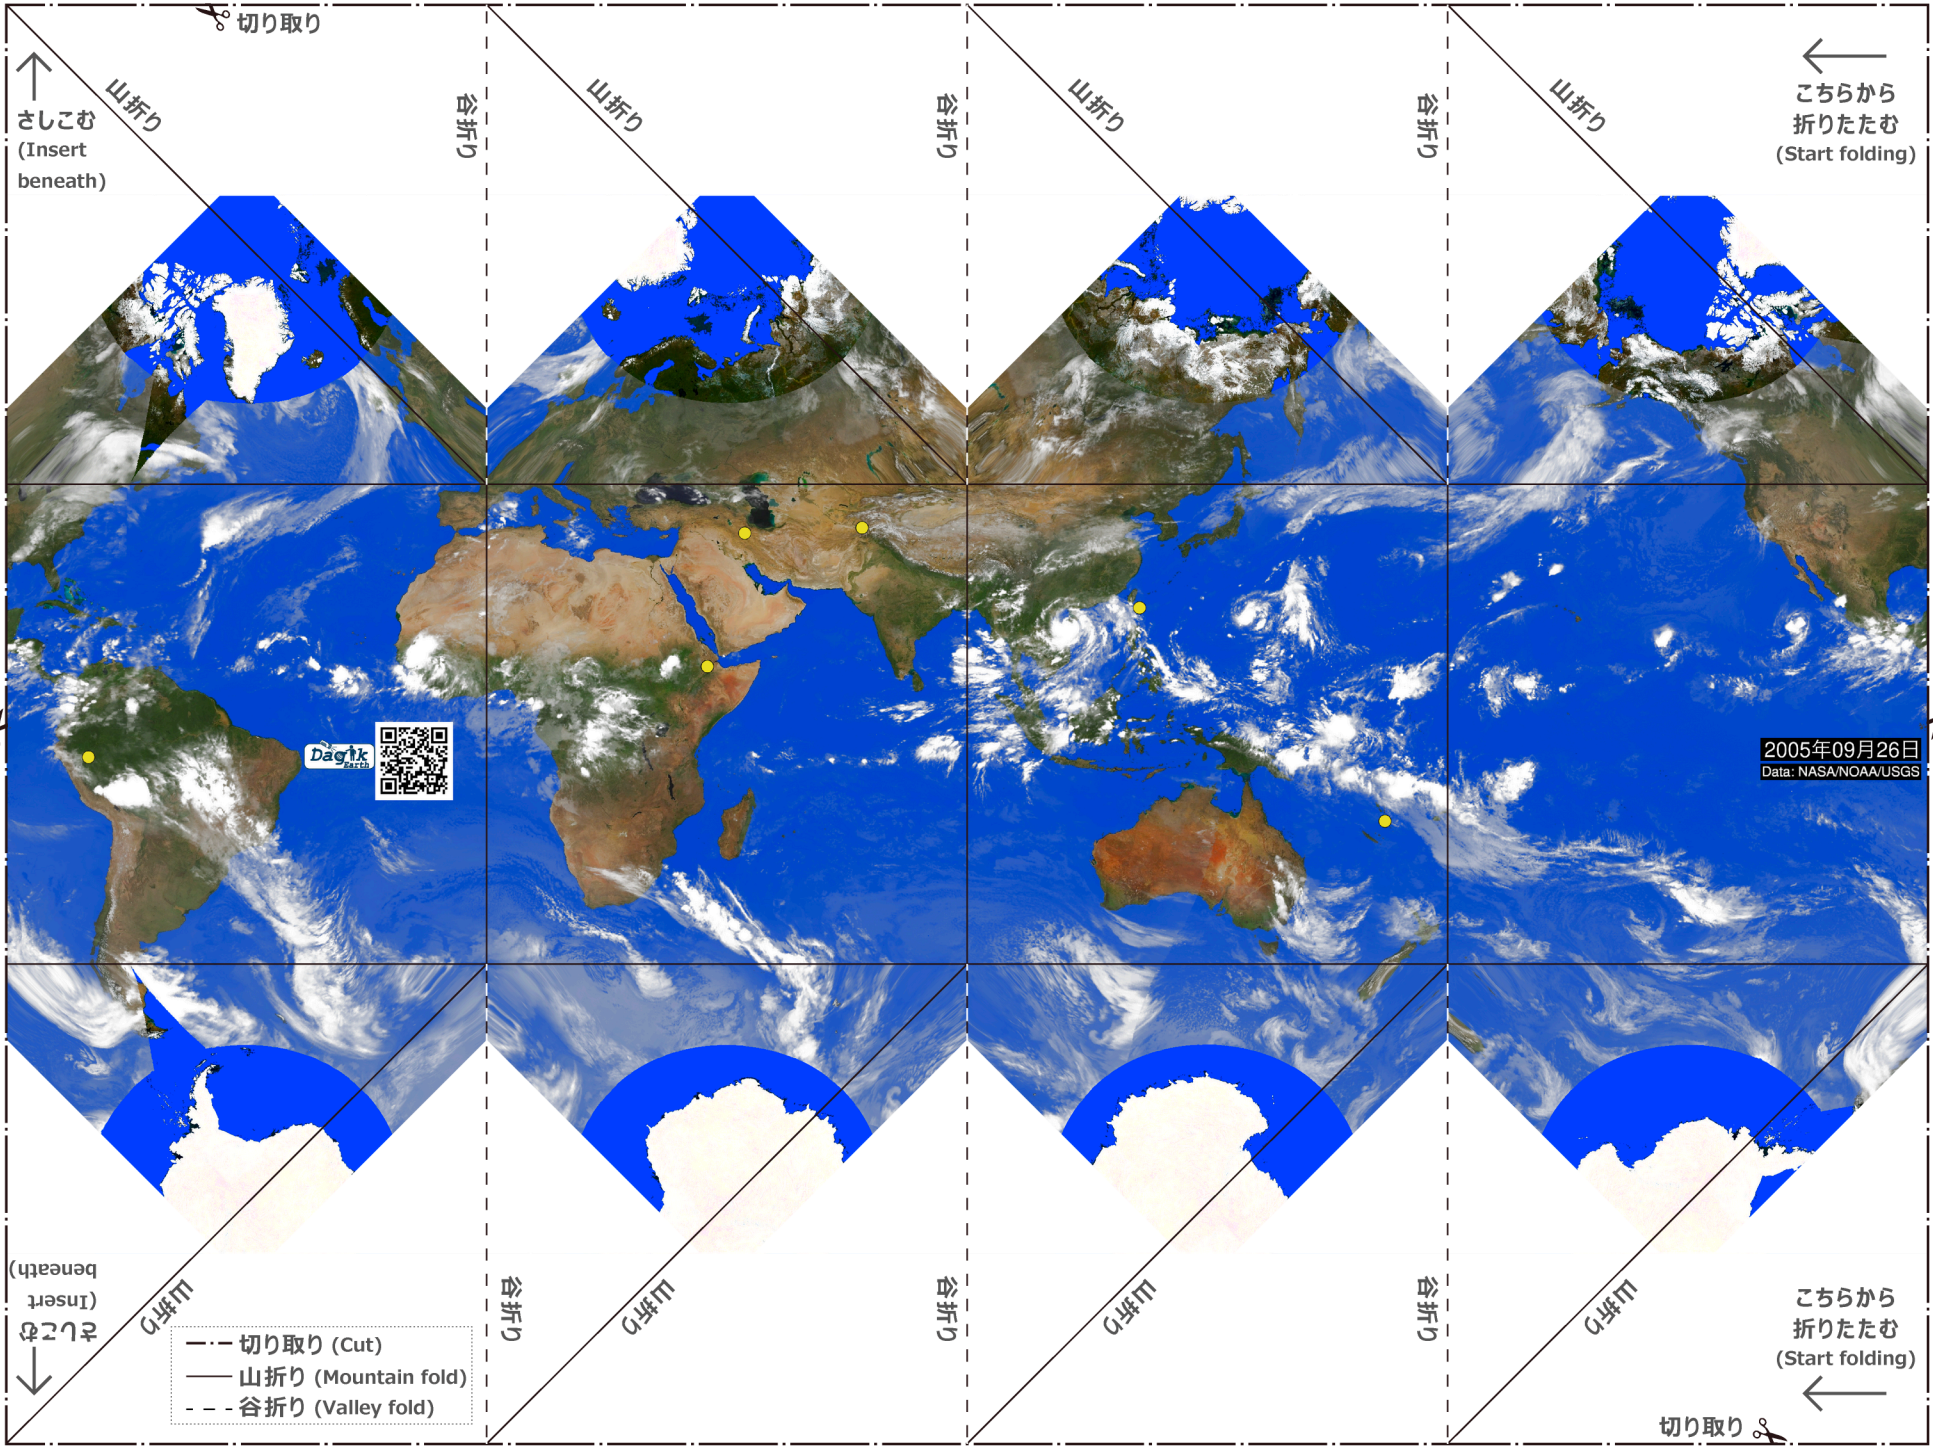 切り取り
山折り
谷折り
山折り
谷折り
山折り
谷折り
山折り
さしこむ
(Insert
beneath)
こちらから
折りたたむ
(Start folding)
Dagik
Earth
2005年09月26日
Data: NASA/NOAA/USGS
さしこむ
(Insert
beneath)
山折り
谷折り
山折り
谷折り
山折り
谷折り
山折り
こちらから
折りたたむ
(Start folding)
切り取り (Cut)
山折り (Mountain fold)
谷折り (Valley fold)
切り取り